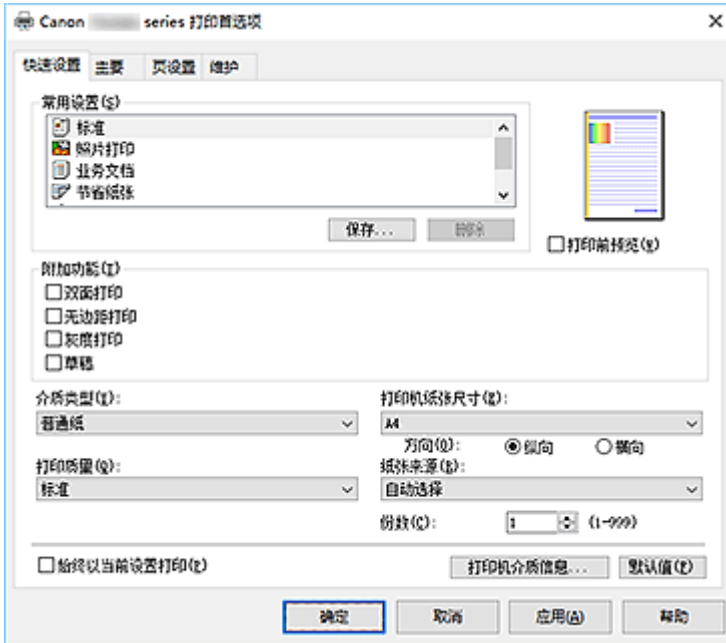 Canon series 打印首选项
快速设置 主要 页设置 维护
常用设置(S)
标准
照片打印
业务文档
节省纸张
保存... 删除
打印前预览(W)
附加功能(T)
双面打印
无边距打印
灰度打印
草稿
介质类型(Y): 打印机纸张尺寸(Z):
普通纸 A4
方向(O): 纵向 横向
打印质量(Q): 纸张来源(B):
标准 自动选择
份数(C): 1 (1-999)
始终以当前设置打印(R) 打印机介质信息... 默认值(P)
确定 取消 应用(A) 帮助